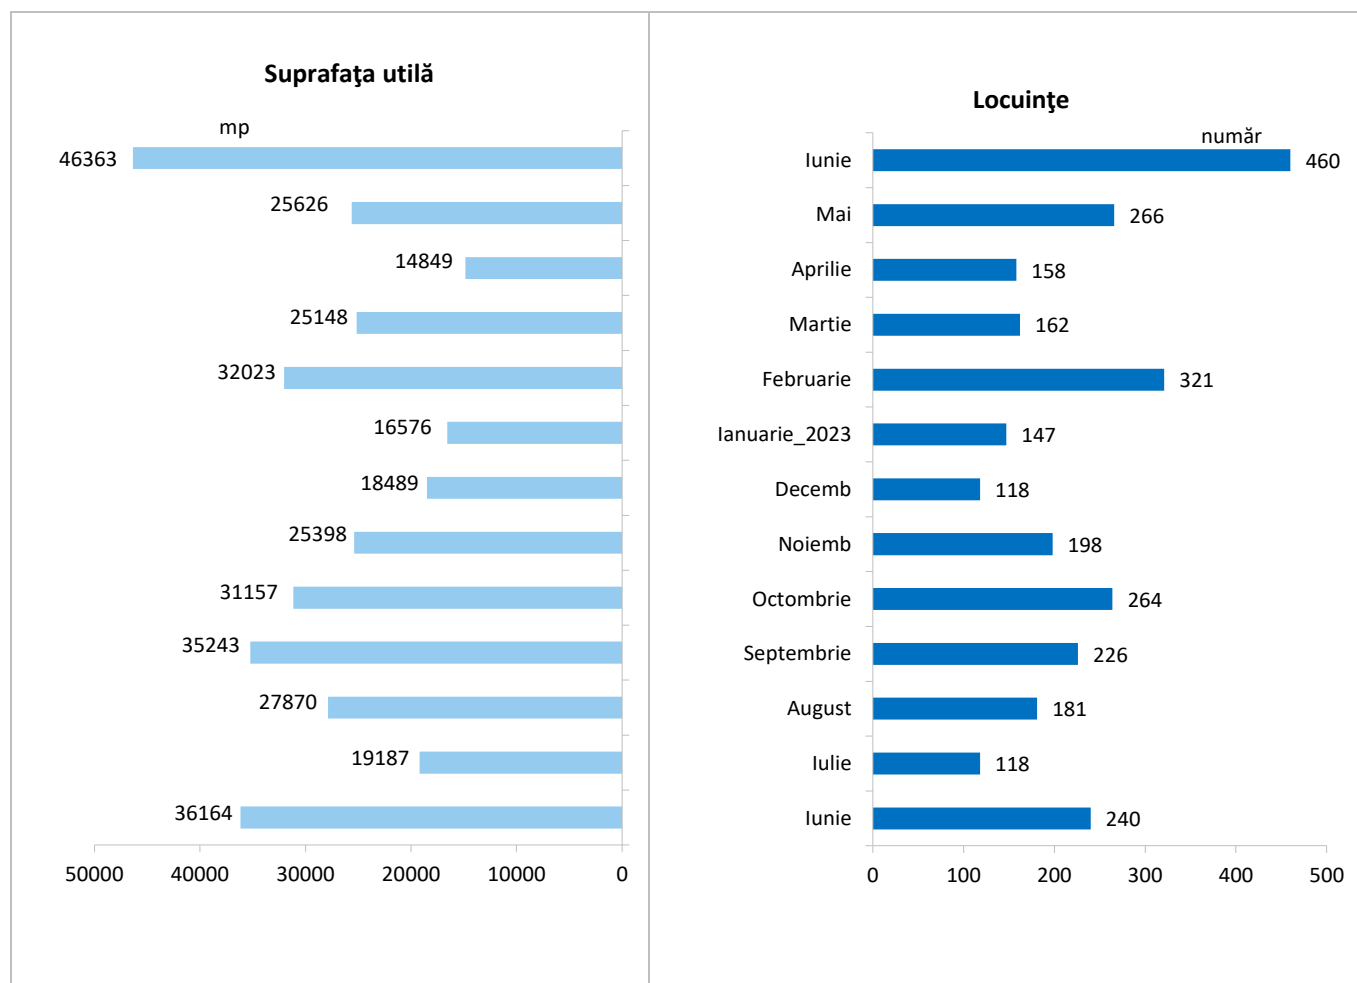 Suprafaţa utilă
mp
46363
25626
14849
25148
32023
16576
18489
25398
31157
35243
27870
19187
36164
50000 40000 30000 20000 10000 0
Locuinţe
număr
Iunie 460
Mai 266
Aprilie 158
Martie 162
Februarie 321
Ianuarie_2023 147
Decemb 118
Noiemb 198
Octombrie 264
Septembrie 226
August 181
Iulie 118
Iunie 240
0 100 200 300 400 500